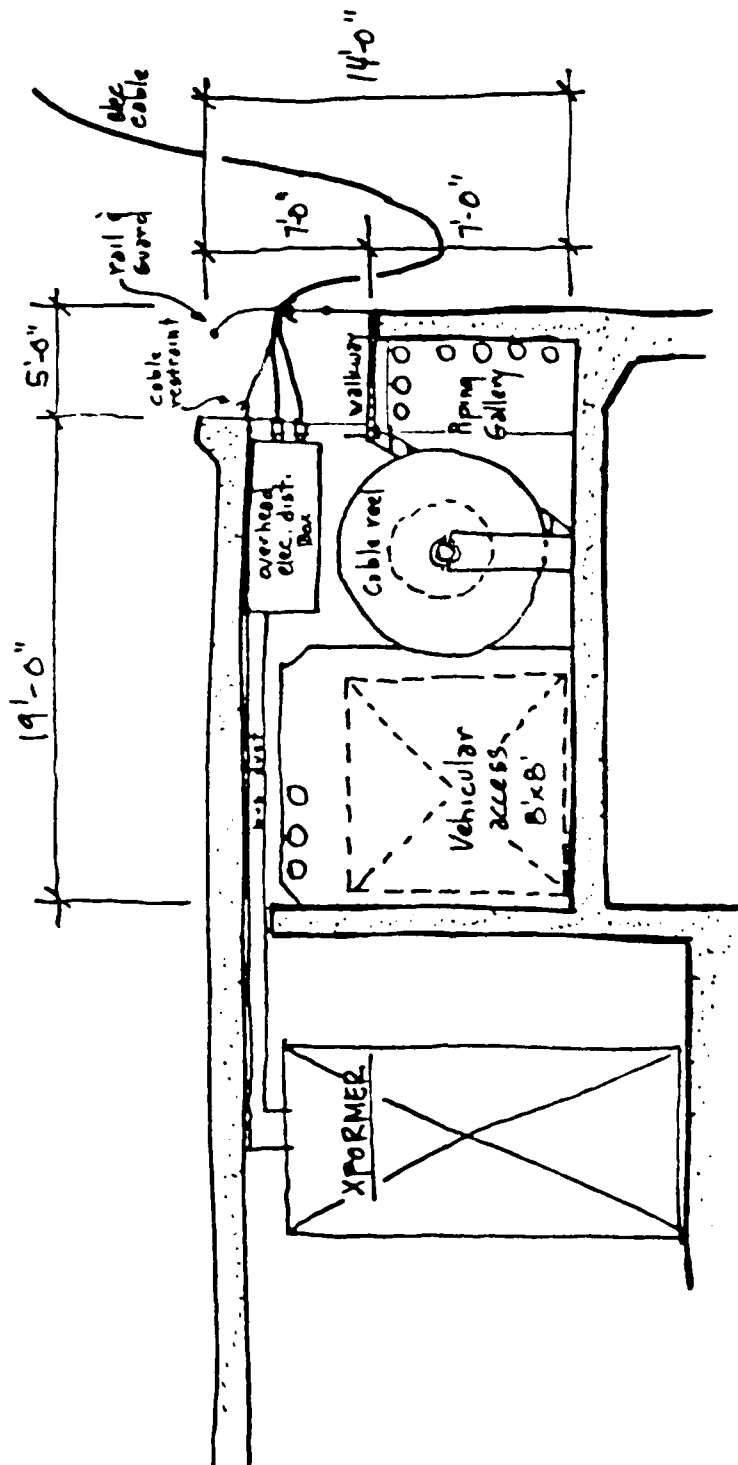 19'-0"
5'-0"
rail &
guard
elec
cable
cable
restraint
14'-0"
7'-0"
7'-0"
overhead
elec. dist.
Box
walkway
Cable reel
Piping
Gallery
Vehicular
access
8'x8'
XFORMER